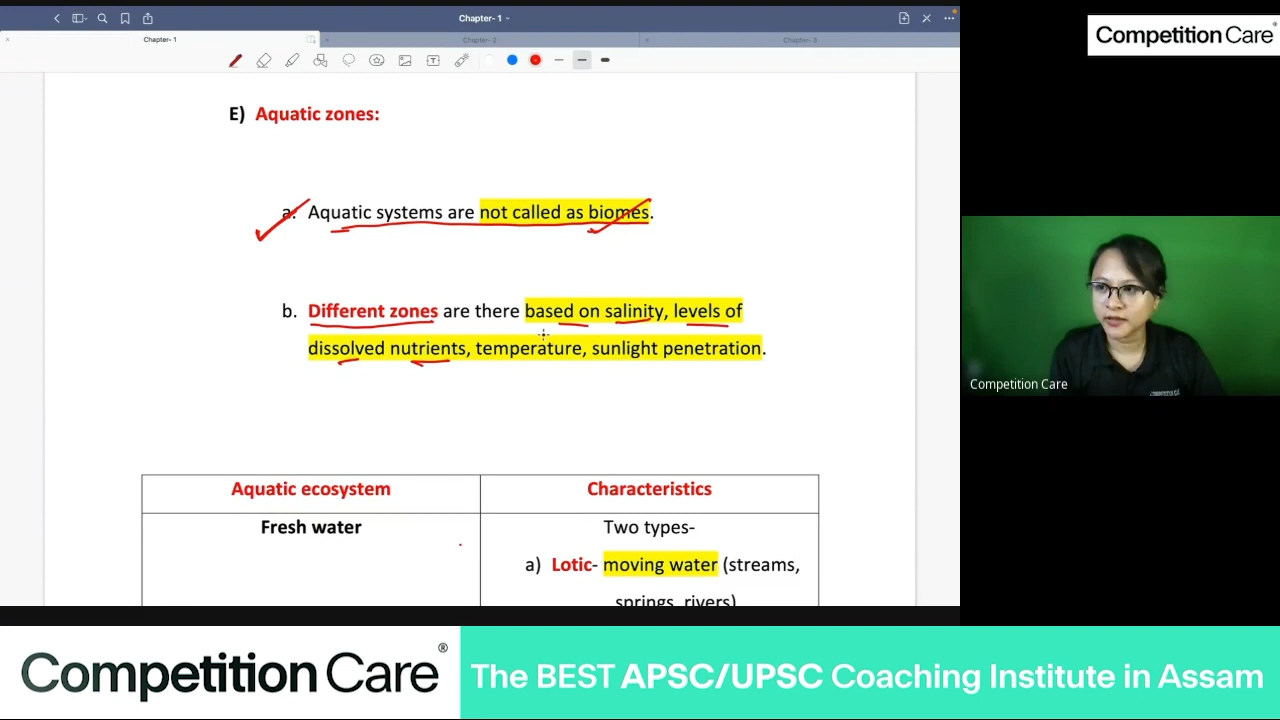 Chapter- 1
Chapter- 1
Chapter- 2
Chapter- 3
Competition Care®
E) Aquatic zones:
a. Aquatic systems are not called as biomes.
b. Different zones are there based on salinity, levels of
dissolved nutrients, temperature, sunlight penetration.
Aquatic ecosystem
Characteristics
Fresh water
Two types-
a) Lotic- moving water (streams,
springs, rivers)
Competition Care
Competition Care®
The BEST APSC/UPSC Coaching Institute in Assam